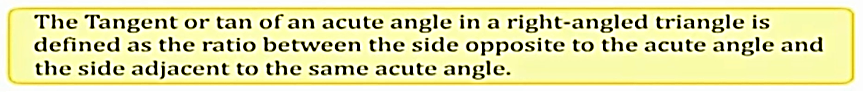 The Tangent or tan of an acute angle in a right-angled triangle is
defined as the ratio between the side opposite to the acute angle and
the side adjacent to the same acute angle.